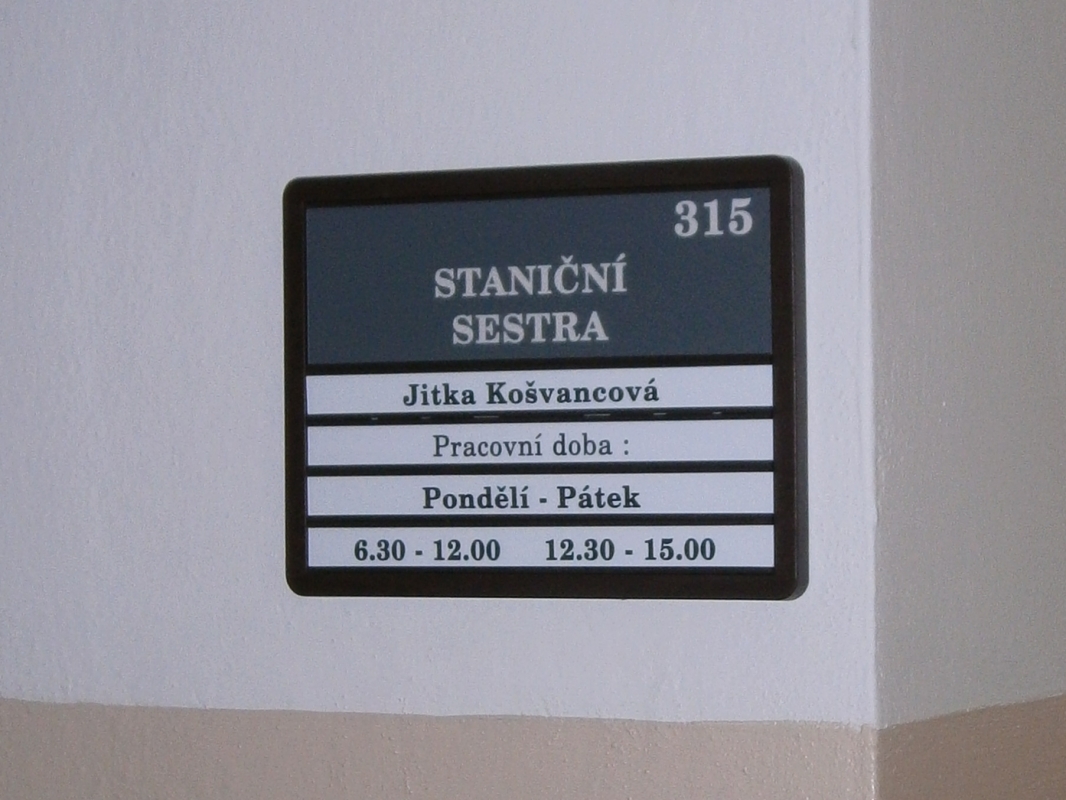 315
STANIČNÍ
SESTRA
Jitka Košvancová
Pracovní doba :
Pondělí - Pátek
6.30 - 12.00 12.30 - 15.00